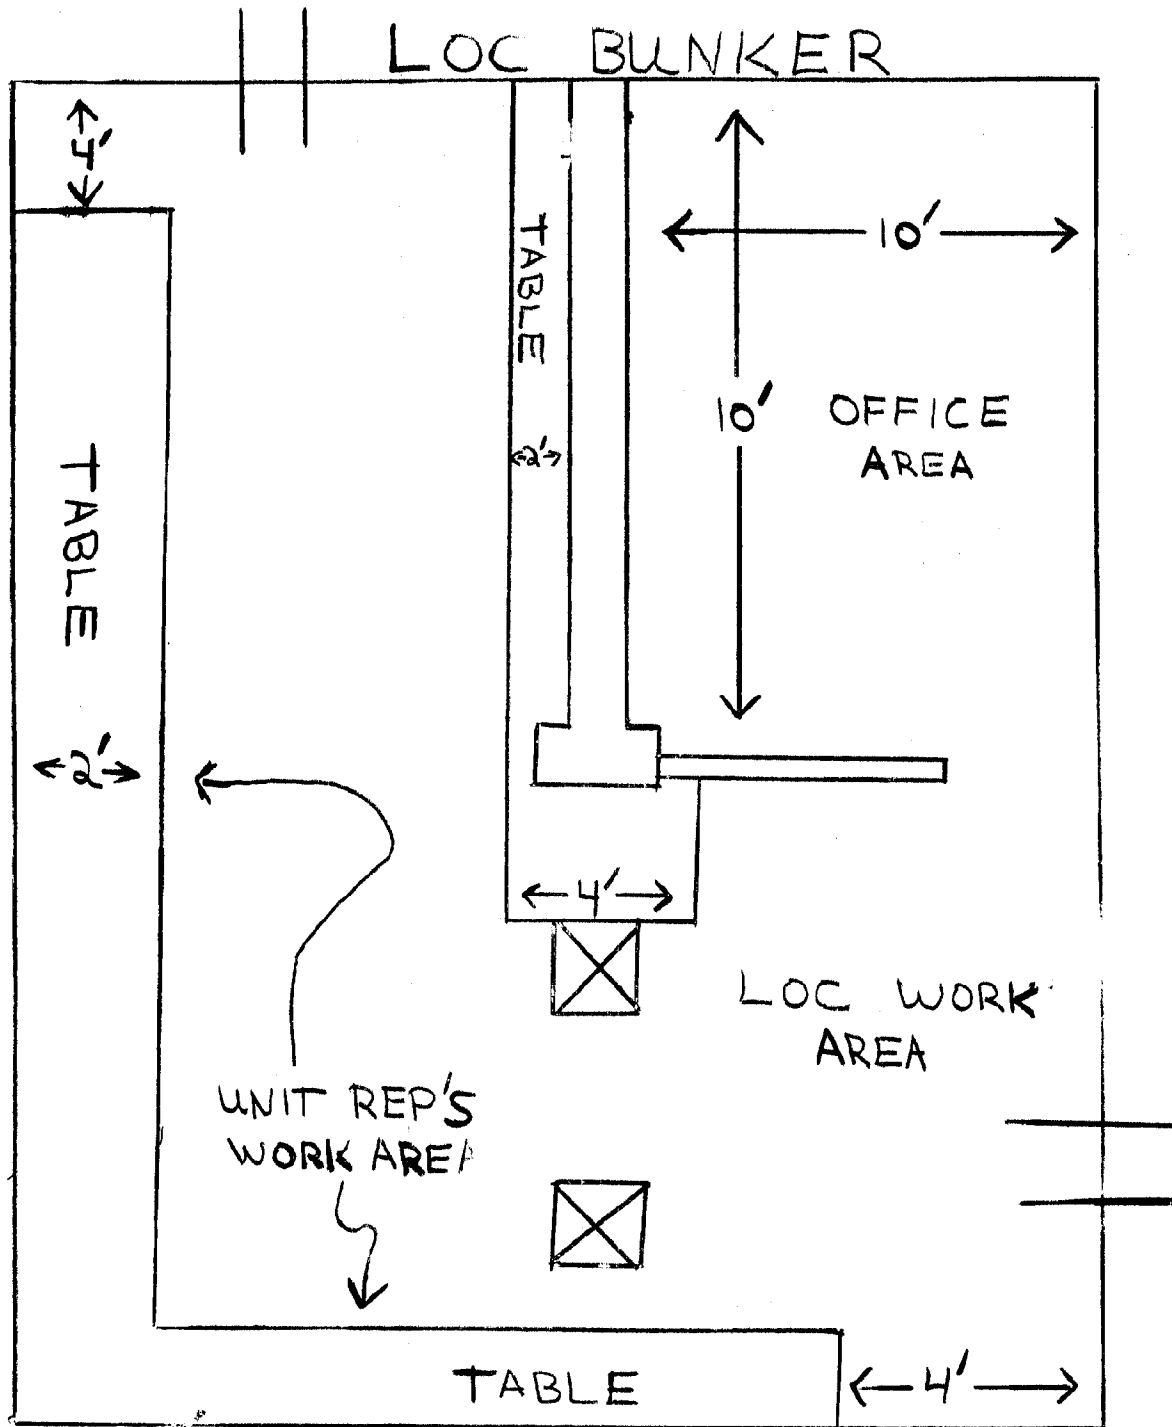 LOC BUNKER
4'
TABLE
10'
10'
OFFICE
AREA
2'
TABLE
2'
4'
LOC WORK
AREA
UNIT REP'S
WORK AREA
TABLE
4'